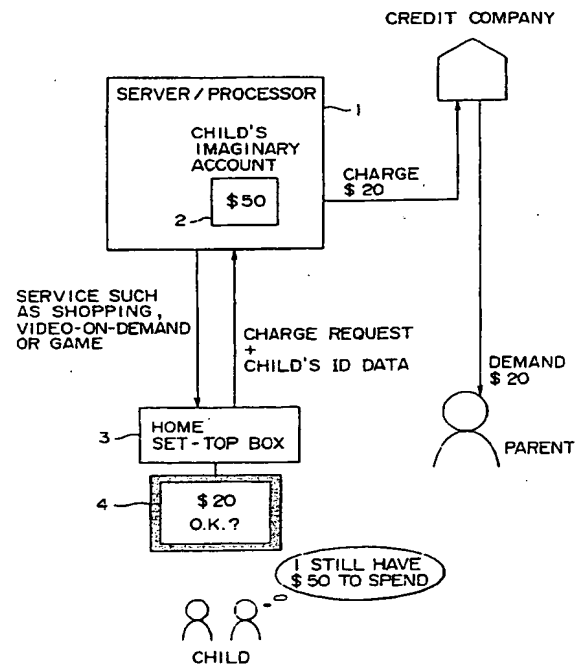 CREDIT COMPANY
SERVER/PROCESSOR
1
CHILD'S
IMAGINARY
ACCOUNT
2
$50
CHARGE
$20
SERVICE SUCH
AS SHOPPING,
VIDEO-ON-DEMAND
OR GAME
CHARGE REQUEST
+
CHILD'S ID DATA
DEMAND
$20
PARENT
3
HOME
SET-TOP BOX
4
$20
O.K.?
I STILL HAVE
$50 TO SPEND
CHILD